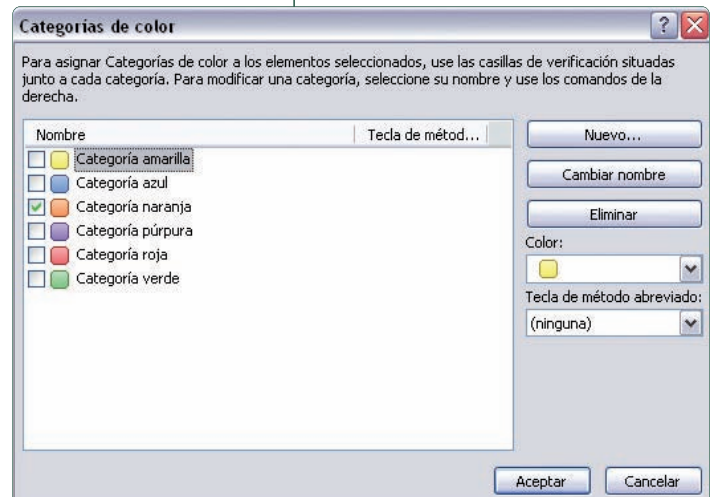 Categorías de color
Para asignar Categorías de color a los elementos seleccionados, use las casillas de verificación situadas
junto a cada categoría. Para modificar una categoría, seleccione su nombre y use los comandos de la
derecha.
Nombre
Tecla de métod...
Categoría amarilla
Categoría azul
Categoría naranja
Categoría púrpura
Categoría roja
Categoría verde
Nuevo...
Cambiar nombre
Eliminar
Color:
Tecla de método abreviado:
(ninguna)
Aceptar
Cancelar